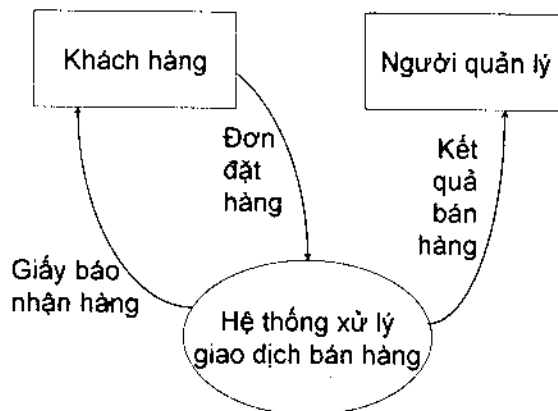 Khách hàng
Người quản lý
Đơn
đặt
hàng
Kết
quả
bán
hàng
Giấy báo
nhận hàng
Hệ thống xử lý
giao dịch bán hàng